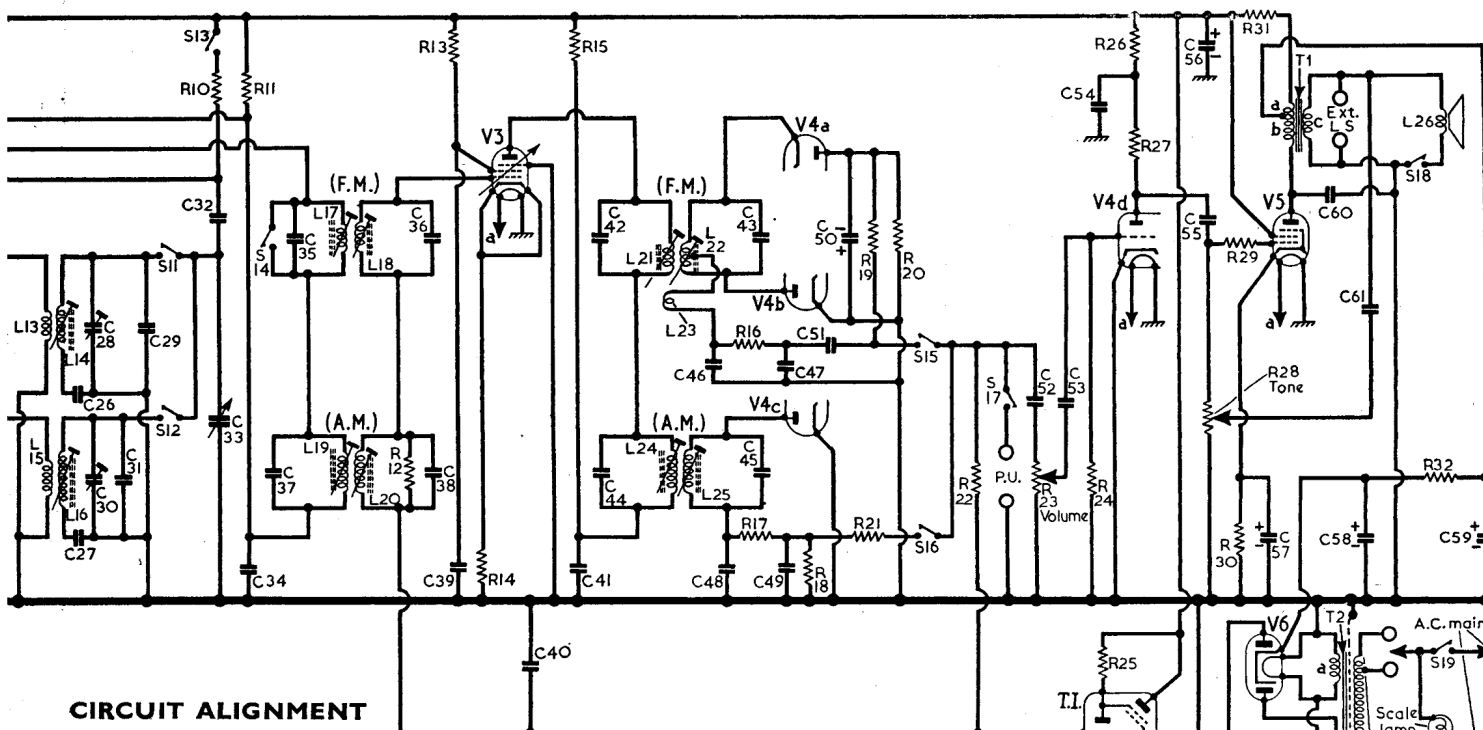 S13
R10
R11
R13
R15
R26
C 56
R31
T1
a
b
c
Ext. L S
L26
S18
C54
R27
V3
V4a
V4d
V5
C60
C 55
R29
C61
C32
(F.M.)
L17
L18
C 35
S 14
C 36
a
(F.M.)
C 42
L21
L 22
C 43
L23
V4b
C 50
R 19
R 20
S11
L13
L14
C 28
C29
C26
R16
C51
C46
C47
S15
S 17
C 52
C 53
a
a
R28 Tone
S12
C 33
L 15
L16
C 30
C 31
C27
(A.M.)
L19
L20
C 37
R 12
C 38
(A.M.)
V4c
L24
L25
C 44
C 45
R 22
P.U.
R 23 Volume
R 24
R32
R17
R21
S16
C34
C39
R14
C41
C48
C49
R 18
R 30
C 57
C58
C59
C40
R25
T.I.
V6
T2
a
A.C. main
S19
Scale
lamp
CIRCUIT ALIGNMENT